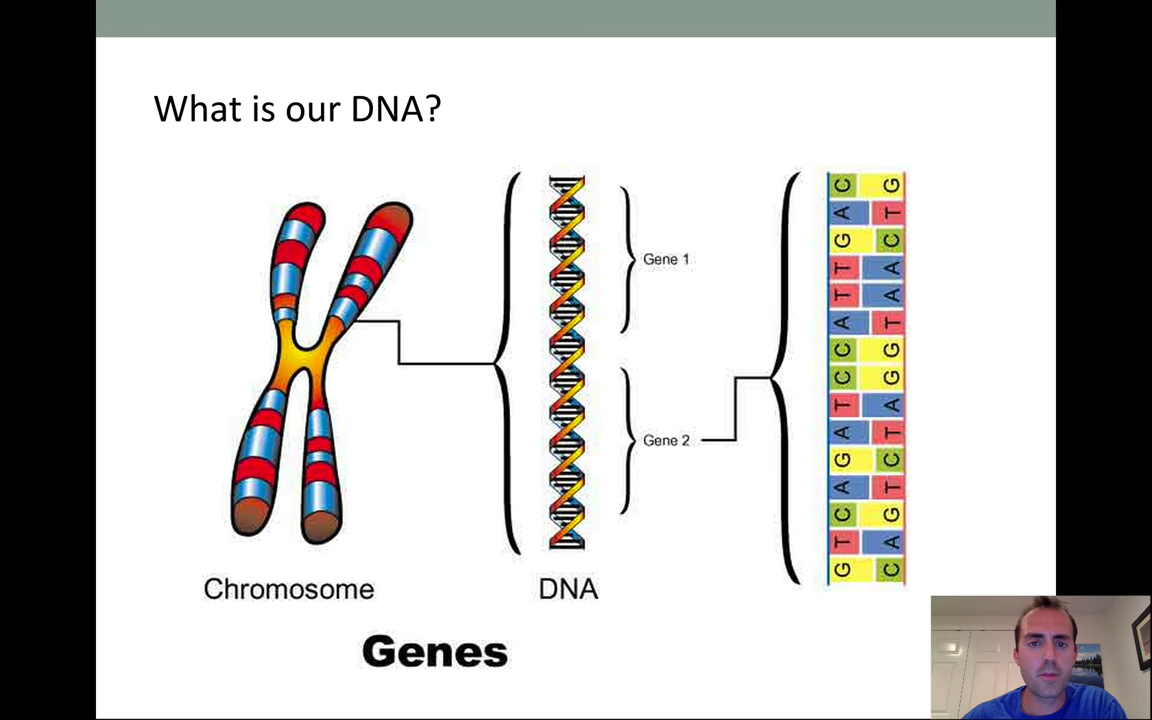 What is our DNA?
Gene 1
Gene 2
C G
A T
G C
T A
T A
A T
C G
C G
T A
A T
G C
A T
C G
T A
G C
Chromosome
DNA
Genes